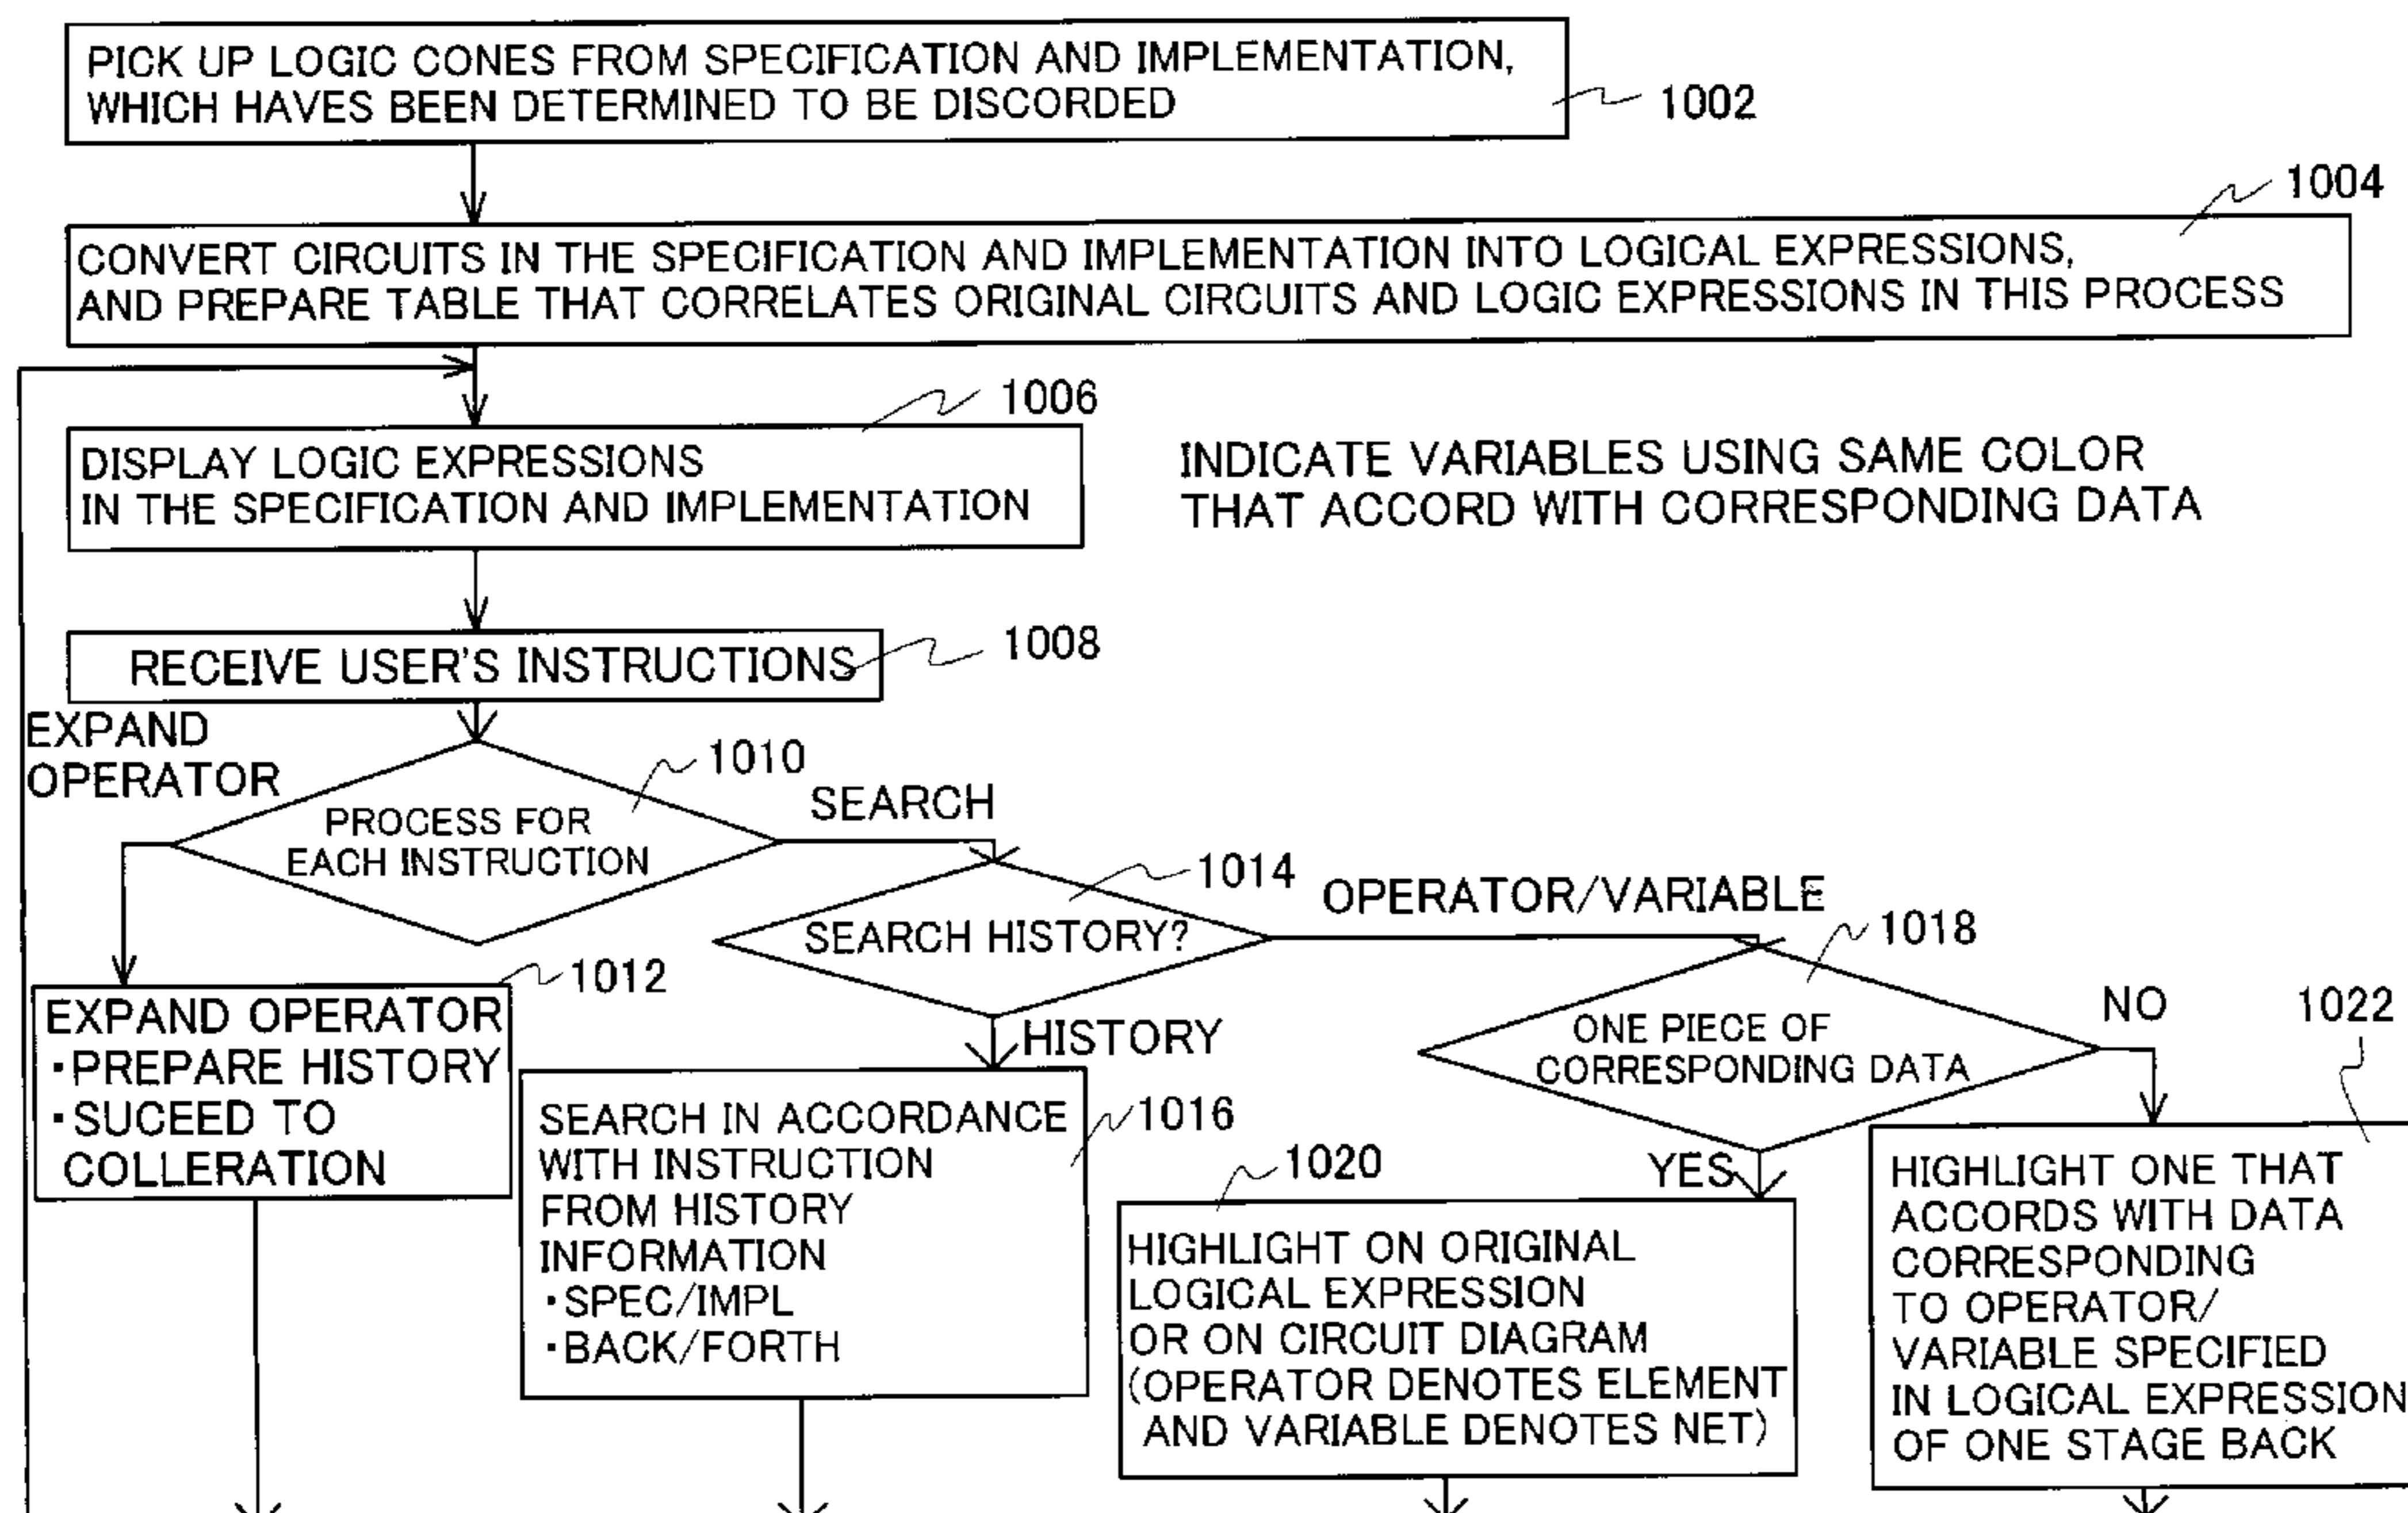 PICK UP LOGIC CONES FROM SPECIFICATION AND IMPLEMENTATION,
WHICH HAVES BEEN DETERMINED TO BE DISCORDED
1002
1004
CONVERT CIRCUITS IN THE SPECIFICATION AND IMPLEMENTATION INTO LOGICAL EXPRESSIONS,
AND PREPARE TABLE THAT CORRELATES ORIGINAL CIRCUITS AND LOGIC EXPRESSIONS IN THIS PROCESS
1006
DISPLAY LOGIC EXPRESSIONS
IN THE SPECIFICATION AND IMPLEMENTATION
INDICATE VARIABLES USING SAME COLOR
THAT ACCORD WITH CORRESPONDING DATA
RECEIVE USER'S INSTRUCTIONS
1008
EXPAND
OPERATOR
1010
PROCESS FOR
EACH INSTRUCTION
SEARCH
1014
SEARCH HISTORY?
OPERATOR/VARIABLE
1018
ONE PIECE OF
CORRESPONDING DATA
NO
1022
1012
EXPAND OPERATOR
・PREPARE HISTORY
・SUCEED TO
COLLERATION
HISTORY
1016
SEARCH IN ACCORDANCE
WITH INSTRUCTION
FROM HISTORY
INFORMATION
・SPEC/IMPL
・BACK/FORTH
YES
1020
HIGHLIGHT ON ORIGINAL
LOGICAL EXPRESSION
OR ON CIRCUIT DIAGRAM
(OPERATOR DENOTES ELEMENT
AND VARIABLE DENOTES NET)
HIGHLIGHT ONE THAT
ACCORDS WITH DATA
CORRESPONDING
TO OPERATOR/
VARIABLE SPECIFIED
IN LOGICAL EXPRESSION
OF ONE STAGE BACK